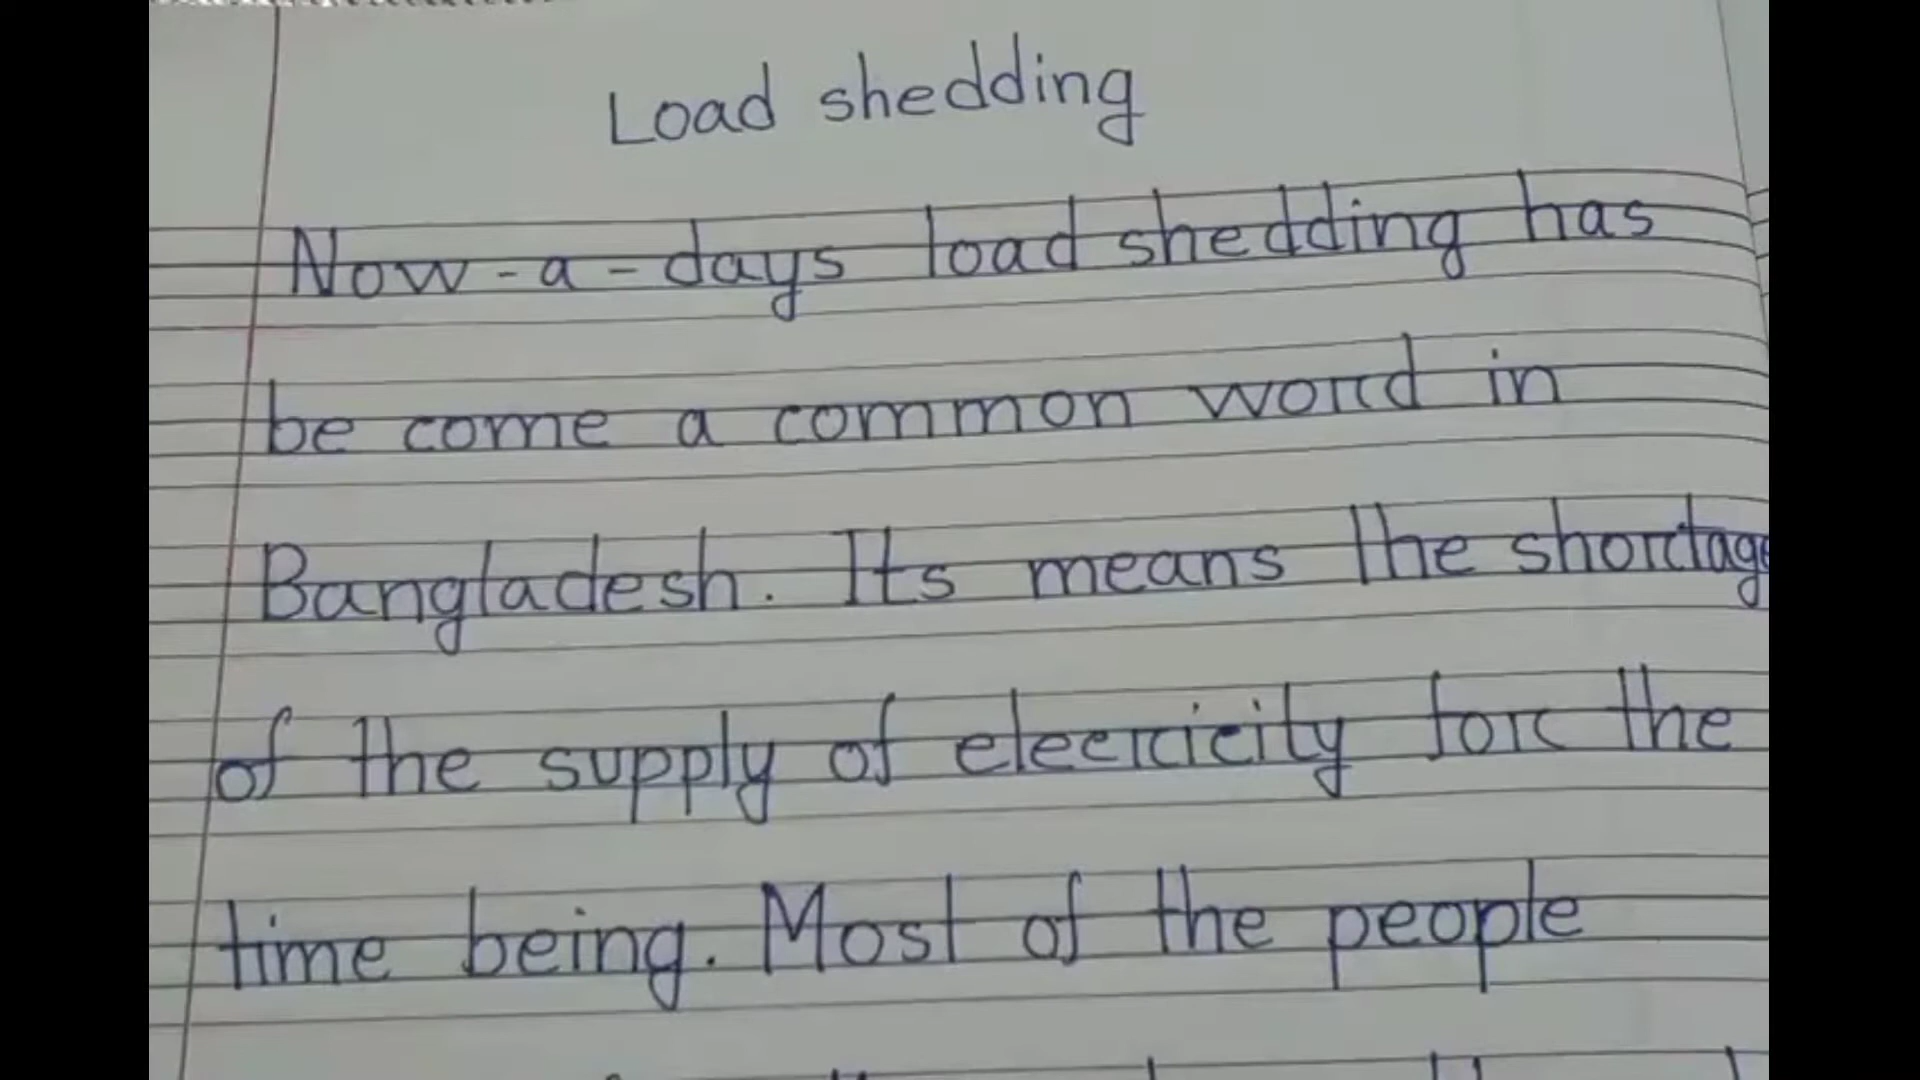 Load shedding
Now-a-days load shedding has
be come a common word in
Bangladesh. Its means the shortage
of the supply of eleercicity for the
time being. Most of the people